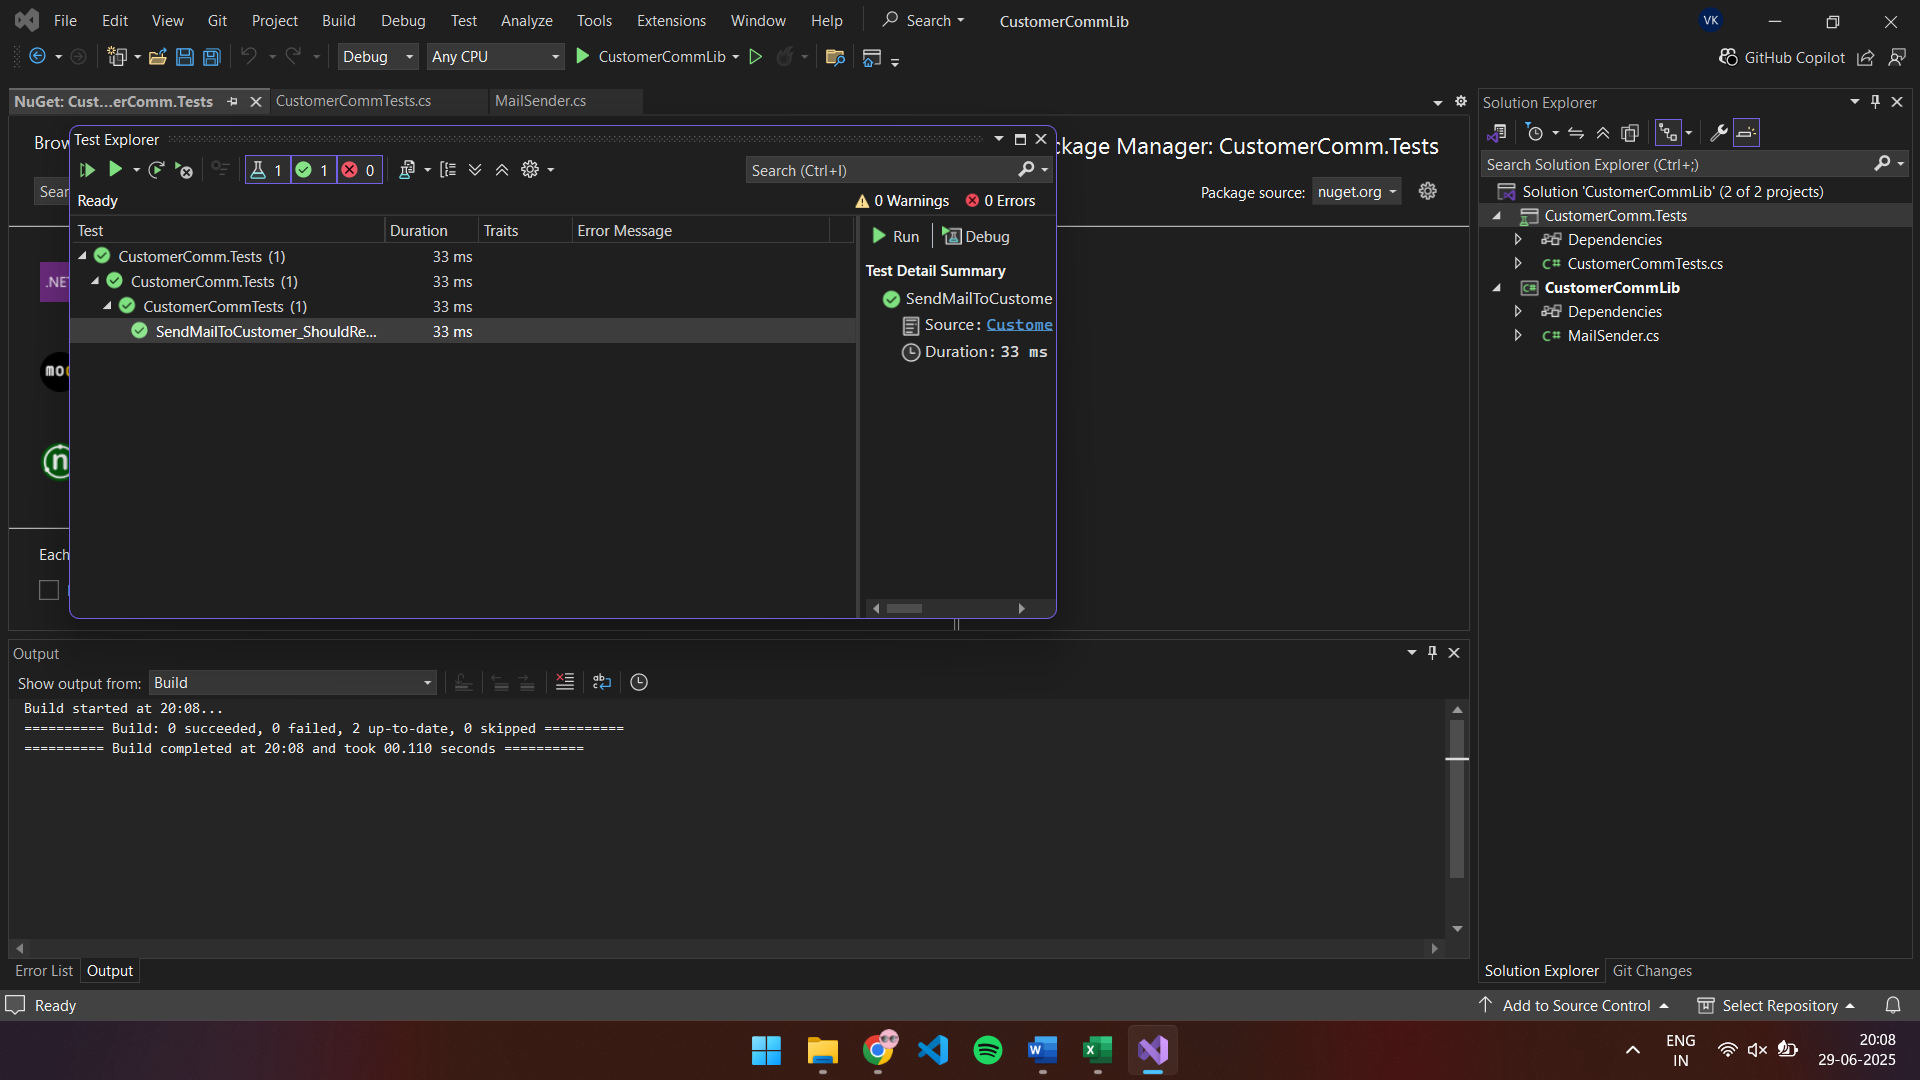 File Edit View Git Project Build Debug Test Analyze Tools Extensions Window Help Search CustomerCommLib VK
Debug Any CPU CustomerCommLib GitHub Copilot
NuGet: Cust...erComm.Tests CustomerCommTests.cs MailSender.cs
Test Explorer
1 1 0 Search (Ctrl+I)
Ready 0 Warnings 0 Errors
Test Duration Traits Error Message
CustomerComm.Tests (1) 33 ms
CustomerComm.Tests (1) 33 ms
CustomerCommTests (1) 33 ms
SendMailToCustomer_ShouldRe... 33 ms
Run Debug
Test Detail Summary
SendMailToCustome
Source: Custome
Duration: 33 ms
Brow
Sear
.NET
Each
ckage Manager: CustomerComm.Tests
Package source: nuget.org
Solution Explorer
Search Solution Explorer (Ctrl+;)
Solution 'CustomerCommLib' (2 of 2 projects)
CustomerComm.Tests
Dependencies
C# CustomerCommTests.cs
C# CustomerCommLib
Dependencies
C# MailSender.cs
Output
Show output from: Build
Build started at 20:08...
========== Build: 0 succeeded, 0 failed, 2 up-to-date, 0 skipped ==========
========== Build completed at 20:08 and took 00.110 seconds ==========
Error List Output
Solution Explorer Git Changes
Ready Add to Source Control Select Repository
ENG
IN
20:08
29-06-2025